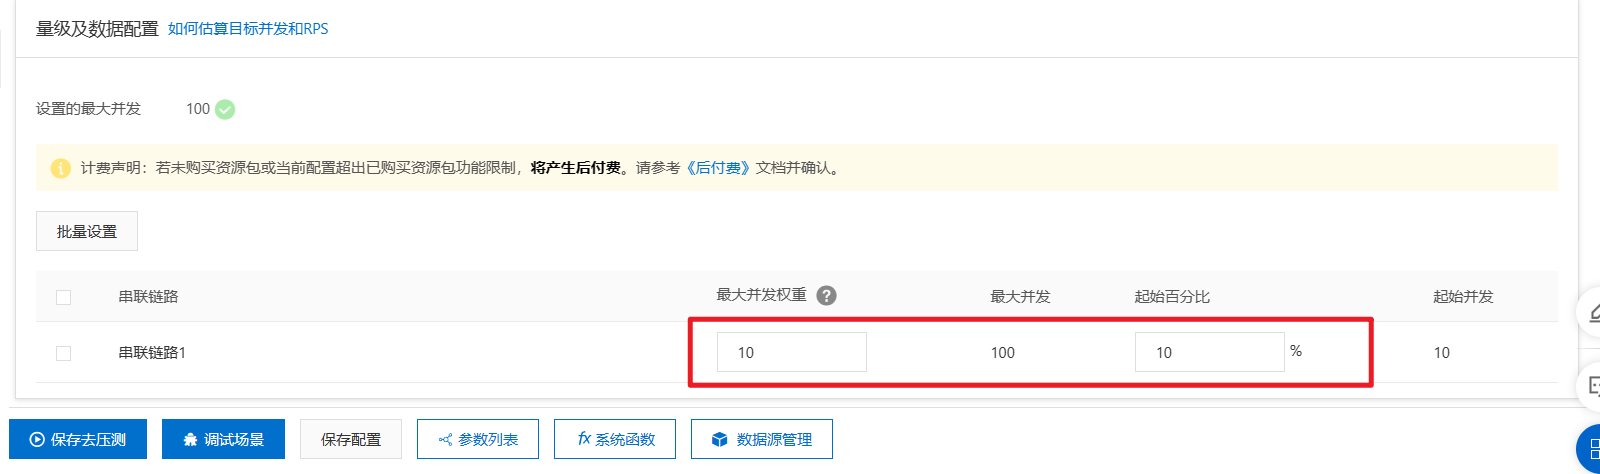 量级及数据配置 如何估算目标并发和RPS
设置的最大并发 100
计费声明：若未购买资源包或当前配置超出已购买资源包功能限制，将产生后付费。请参考《后付费》文档并确认。
批量设置
串联链路 最大并发权重 ? 最大并发 起始百分比 起始并发
串联链路1 10 100 10 % 10
保存去压测 调试场景 保存配置 参数列表 fx 系统函数 数据源管理